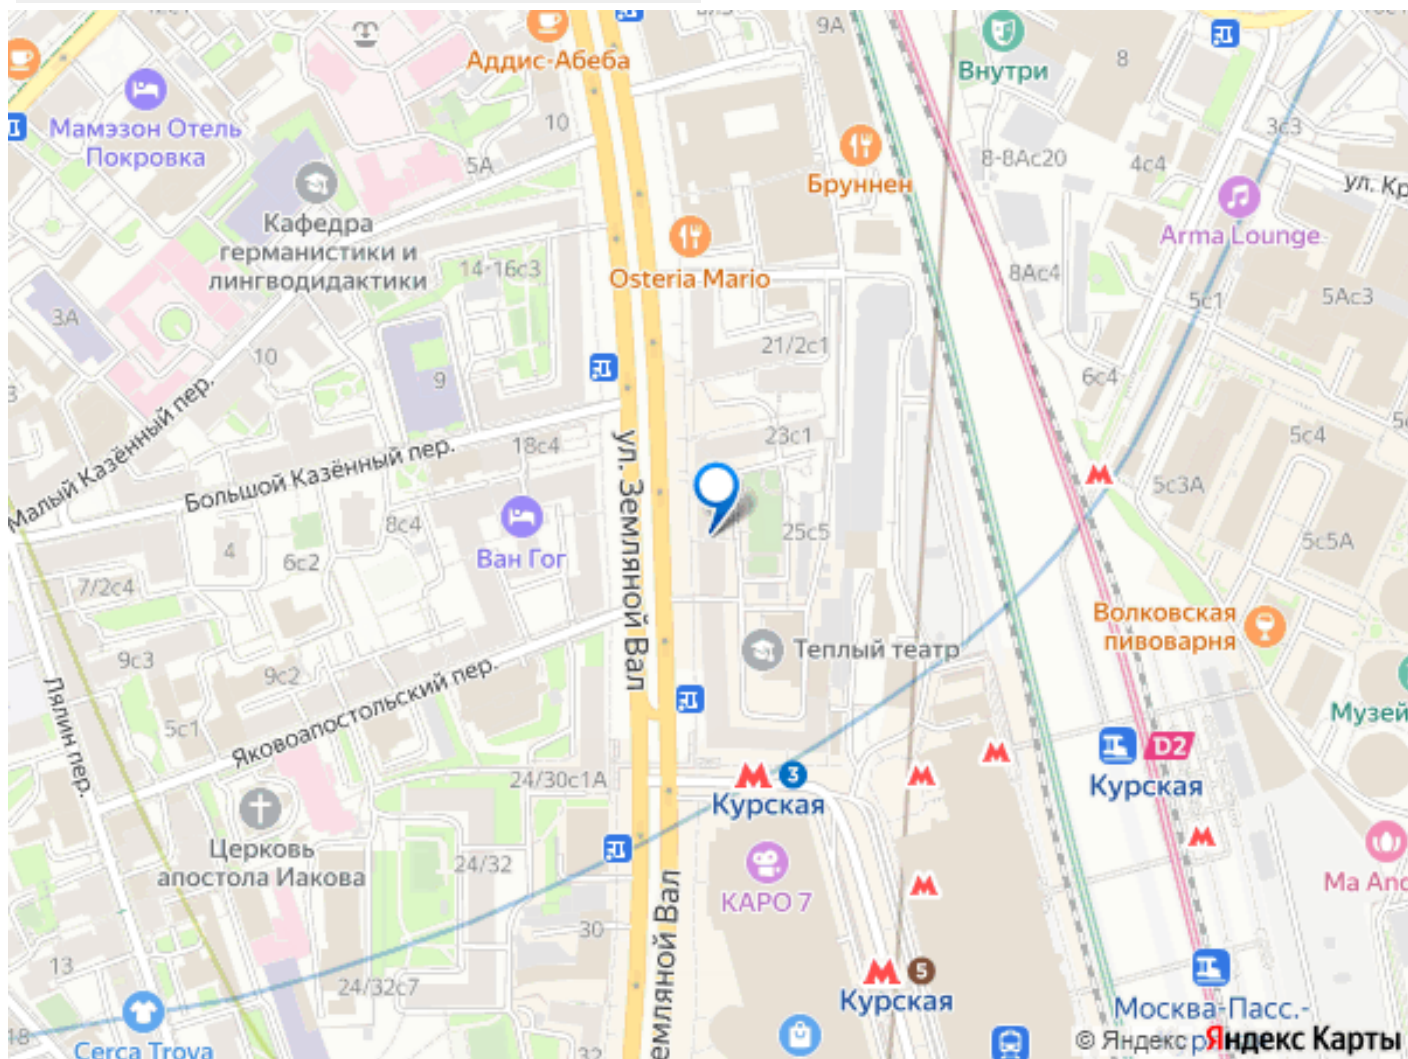 9А
Аддис-Абеба
Внутри
8
Мамэзон Отель
Покровка
10
5А
Бруннен
8-8Ас20
3с3
4с4
ул. Кр
Кафедра
германистики и
лингводидактики
14-16с3
Osteria Mario
Arma Lounge
8Ас4
5с1
5Ас3
3А
10
9
21/2с1
6с4
Малый Казённый пер.
Большой Казённый пер.
18с4
ул. Земляной Вал
23с1
5с4
5с3А
8с4
4
6с2
Ван Гог
25с5
5с5А
7/2с4
Волковская
пивоварня
9с3
9с2
Теплый театр
Лялин пер.
5с1
Яковоапостольский пер.
Музей
D2
Курская
24/30с1А
3
Курская
Церковь
апостола Иакова
24/32
КАРО 7
Ma And
30
земляной Вал
13
24/32с7
5
Курская
Москва-Пасс.-
18
Cerca Trova
32
© Яндекс
Яндекс Карты